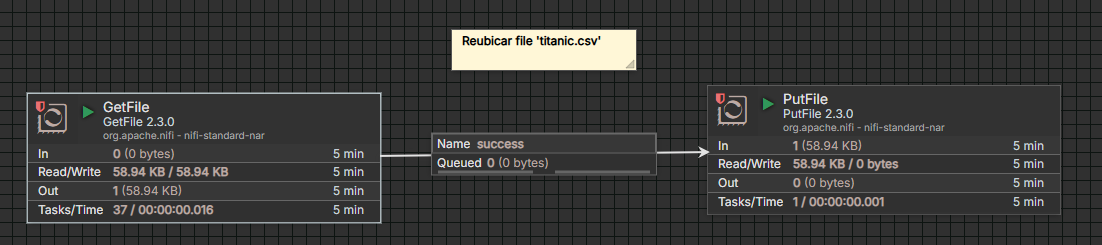 Reubicar file 'titanic.csv'
GetFile
GetFile 2.3.0
org.apache.nifi - nifi-standard-nar
In 0 (0 bytes) 5 min
Read/Write 58.94 KB / 58.94 KB 5 min
Out 1 (58.94 KB) 5 min
Tasks/Time 37 / 00:00:00.016 5 min
Name success
Queued 0 (0 bytes)
PutFile
PutFile 2.3.0
org.apache.nifi - nifi-standard-nar
In 1 (58.94 KB) 5 min
Read/Write 58.94 KB / 0 bytes 5 min
Out 0 (0 bytes) 5 min
Tasks/Time 1 / 00:00:00.001 5 min